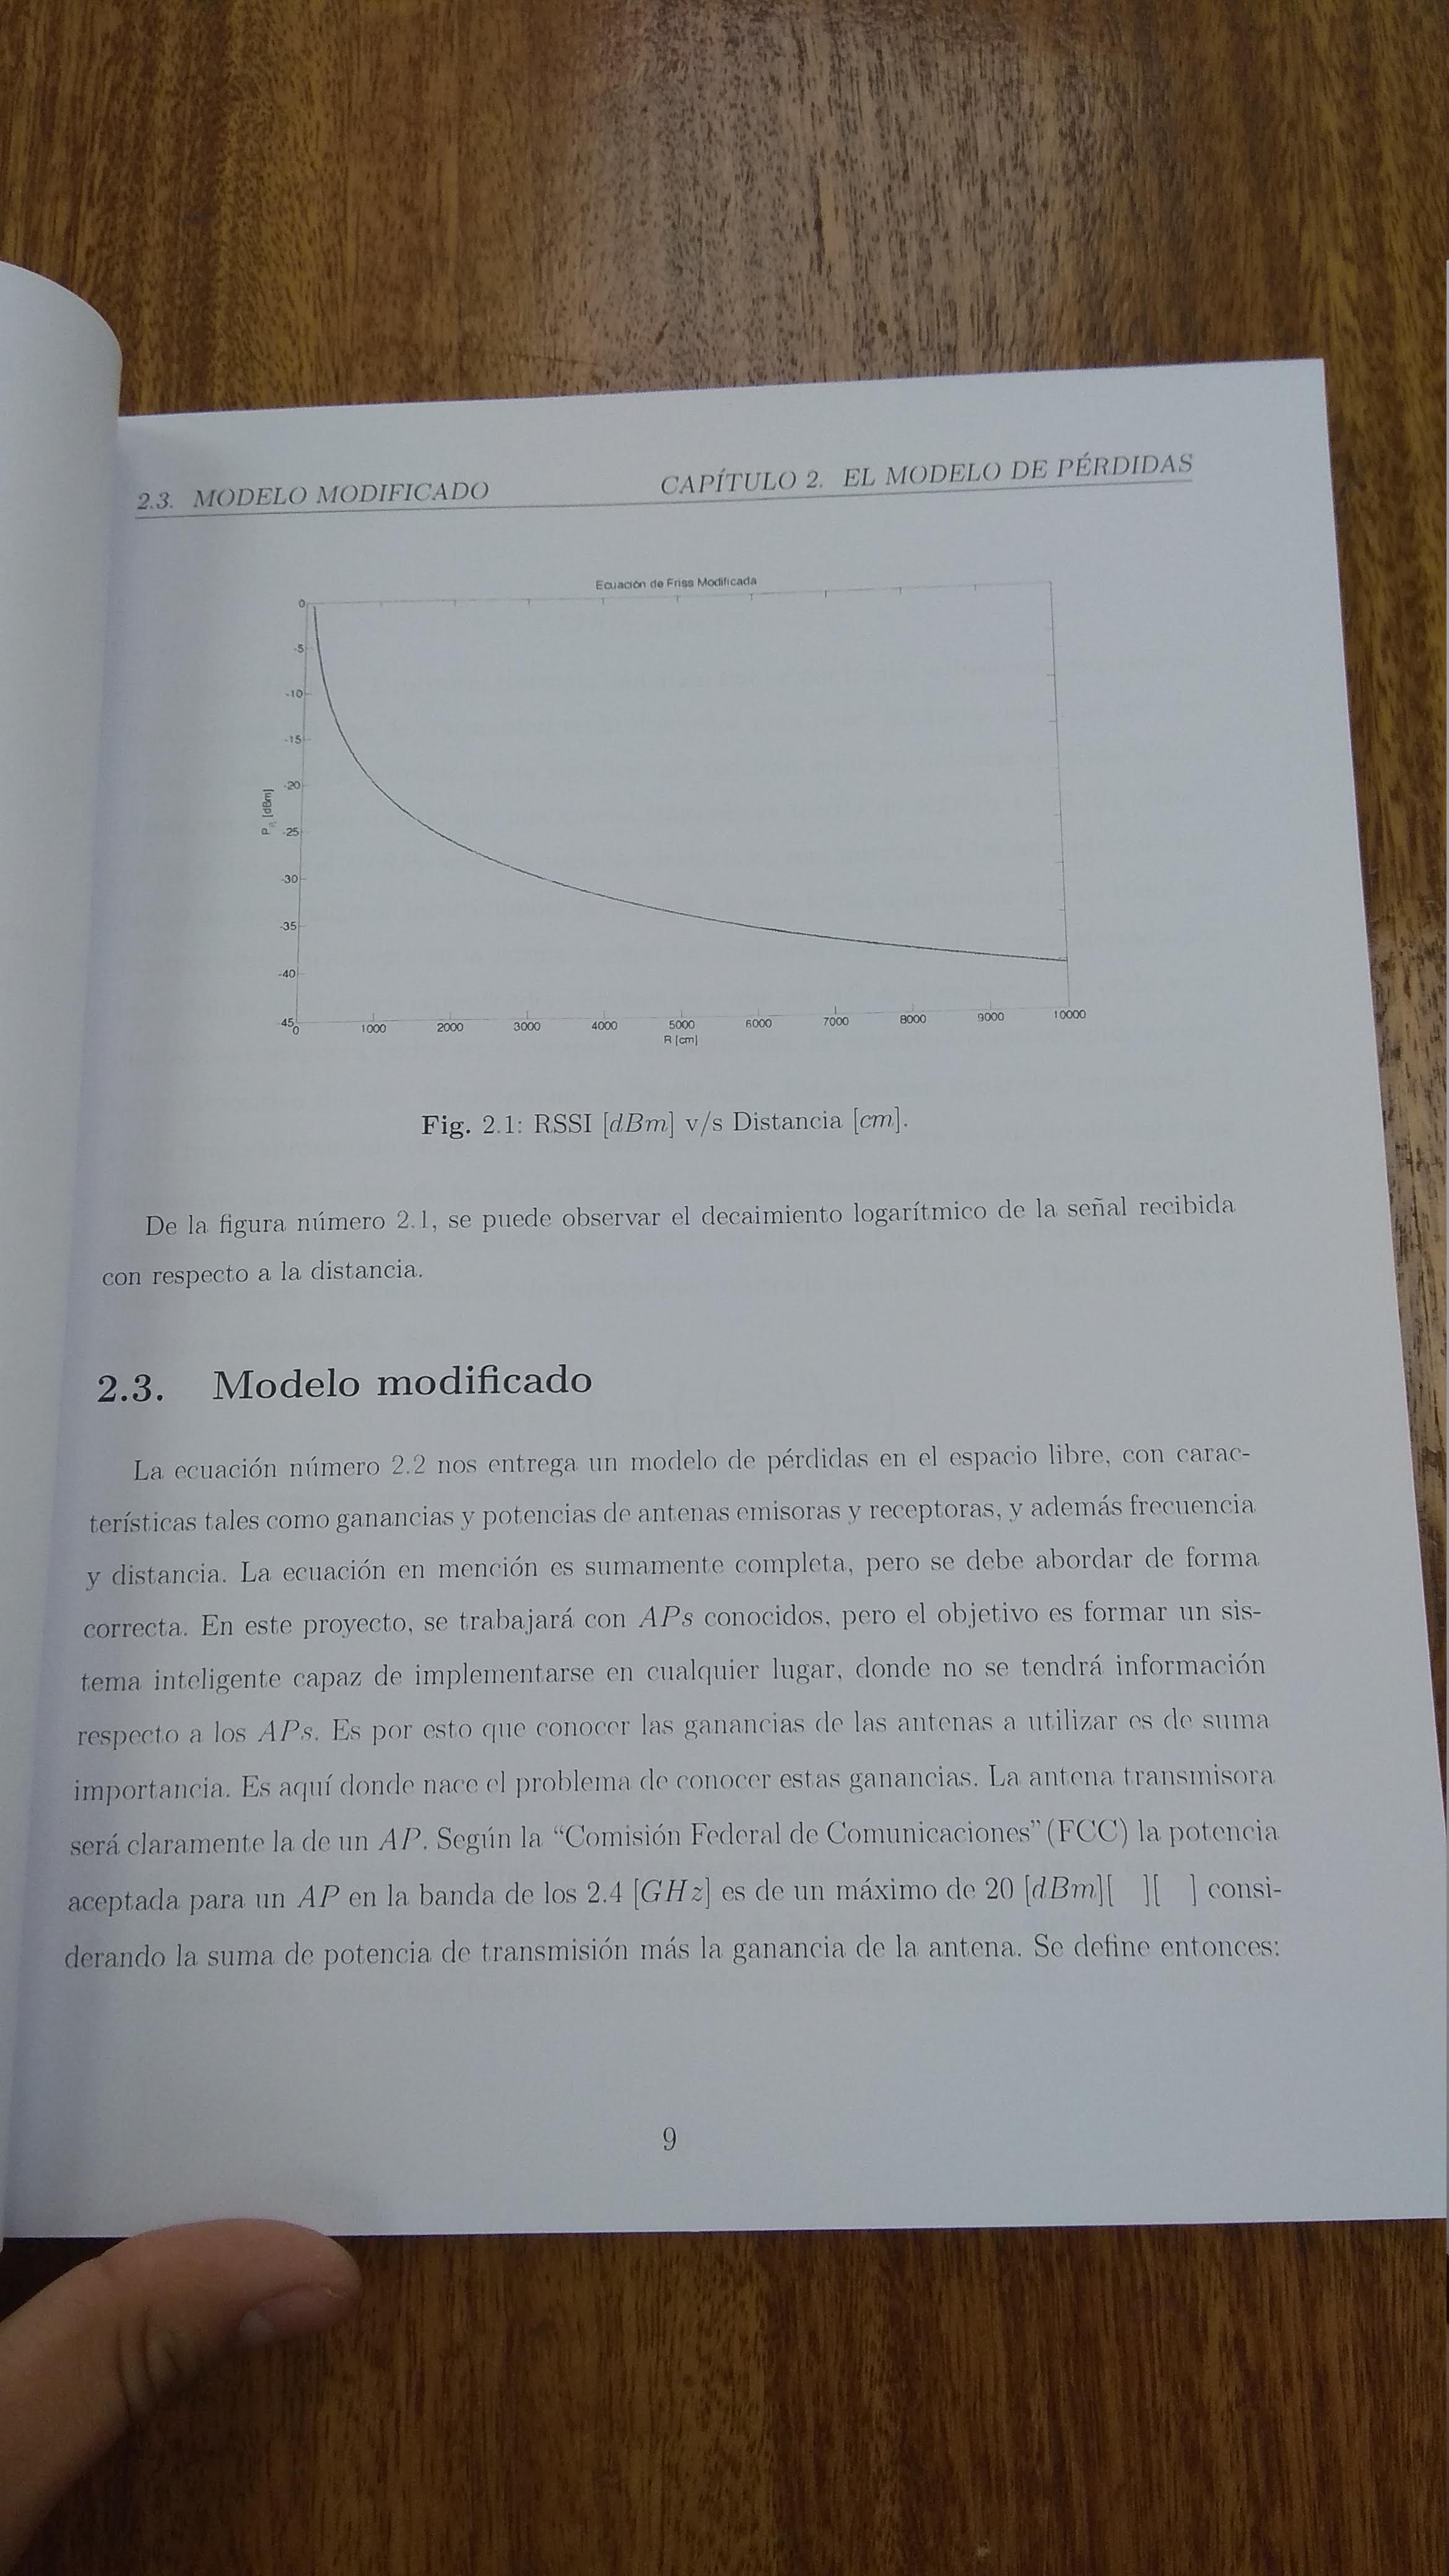 2.3. MODELO MODIFICADO CAPÍTULO 2. EL MODELO DE PÉRDIDAS
Ecuación de Friss Modificada
0
-5
-10
-15
-20
-25
-30
-35
-40
-45
P [dBm]
0 1000 2000 3000 4000 5000 6000 7000 8000 9000 10000
R [cm]
Fig. 2.1: RSSI [dBm] v/s Distancia [cm].
De la figura número 2.1, se puede observar el decaimiento logarítmico de la señal recibida
con respecto a la distancia.
2.3. Modelo modificado
La ecuación número 2.2 nos entrega un modelo de pérdidas en el espacio libre, con carac-
terísticas tales como ganancias y potencias de antenas emisoras y receptoras, y además frecuencia
y distancia. La ecuación en mención es sumamente completa, pero se debe abordar de forma
correcta. En este proyecto, se trabajará con APs conocidos, pero el objetivo es formar un sis-
tema inteligente capaz de implementarse en cualquier lugar, donde no se tendrá información
respecto a los APs. Es por esto que conocer las ganancias de las antenas a utilizar es de suma
importancia. Es aquí donde nace el problema de conocer estas ganancias. La antena transmisora
será claramente la de un AP. Según la “Comisión Federal de Comunicaciones” (FCC) la potencia
aceptada para un AP en la banda de los 2.4 [GHz] es de un máximo de 20 [dBm][ ][ ] consi-
derando la suma de potencia de transmisión más la ganancia de la antena. Se define entonces:
9